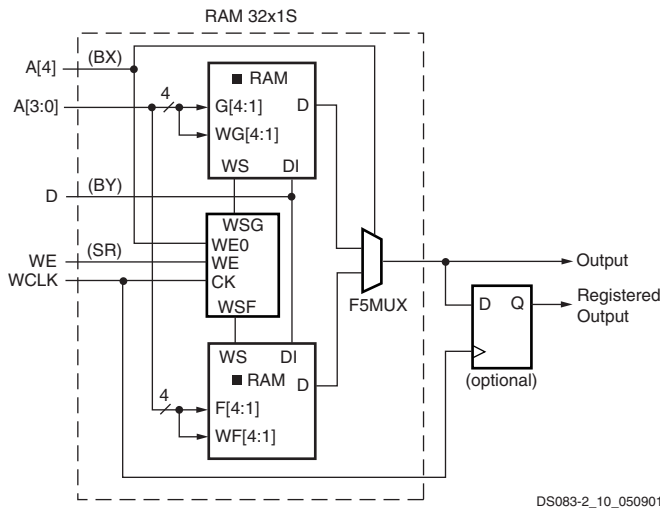 RAM 32x1S
A[4] (BX)
A[3:0]
4
RAM
G[4:1] D
WG[4:1]
WS DI
D (BY)
WSG
WE0
WE (SR)
WE
WCLK
CK
WSF
F5MUX
Output
D Q
Registered
Output
(optional)
WS DI
RAM
D
4
F[4:1]
WF[4:1]
DS083-2_10_050901